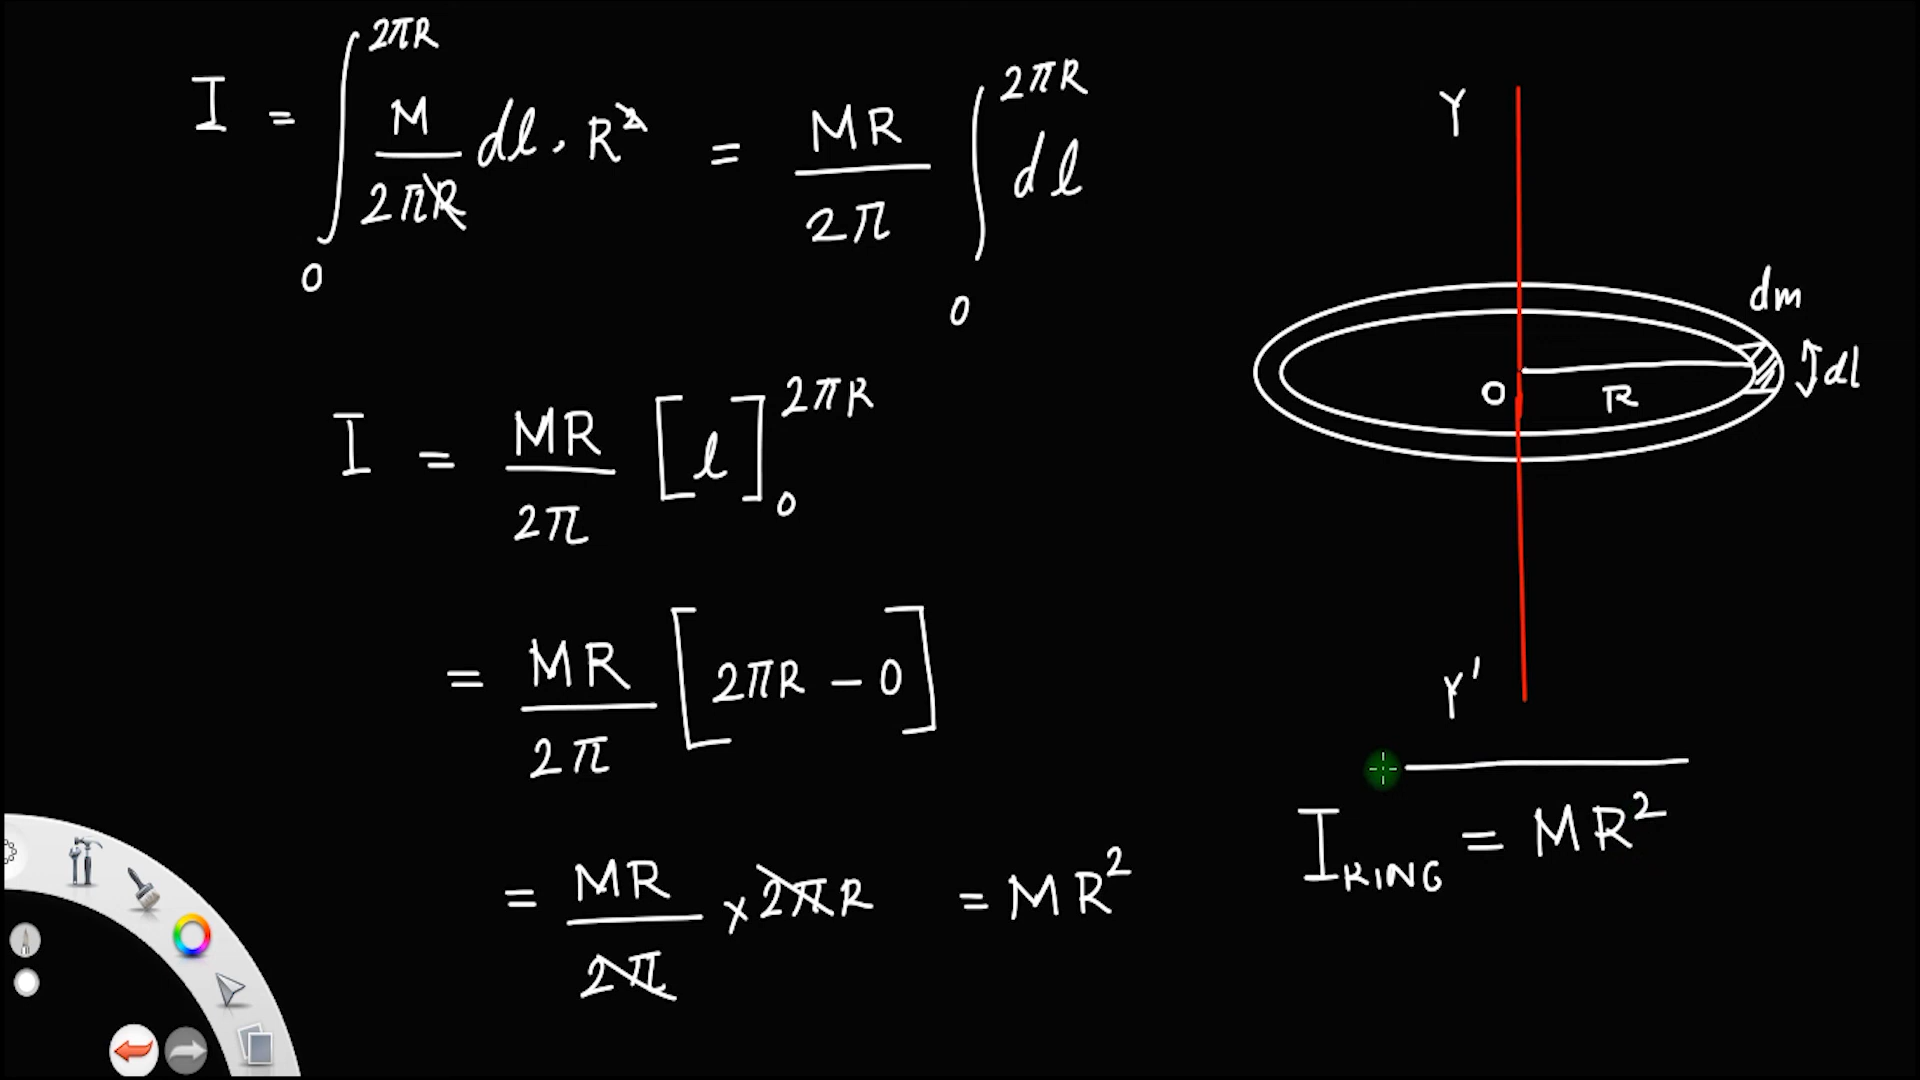 I = ∫₀^{2πR} M/2πR dl · R² = MR/2π ∫₀^{2πR} dl
I = MR/2π [l]₀^{2πR}
= MR/2π [2πR − 0]
= MR/2π × 2πR = MR²
Y
dm
dl
O R
Y'
I_RING = MR²